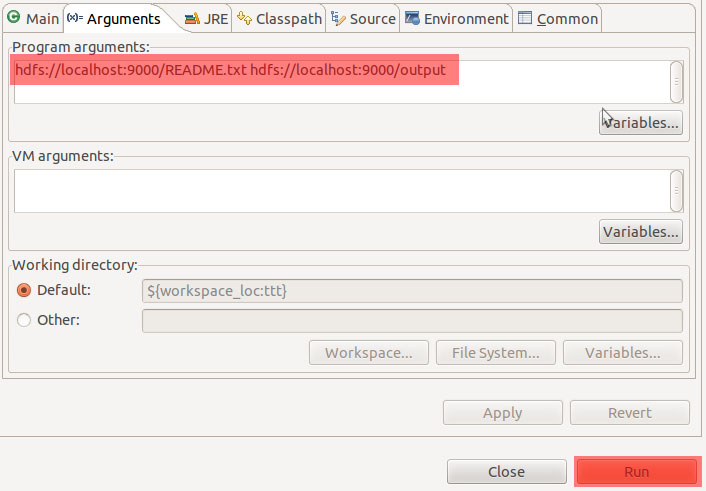 Main (x)= Arguments JRE Classpath Source Environment Common
Program arguments:
hdfs://localhost:9000/README.txt hdfs://localhost:9000/output
Variables...
VM arguments:
Variables...
Working directory:
Default: ${workspace_loc:ttt}
Other:
Workspace... File System... Variables...
Apply Revert
Close Run